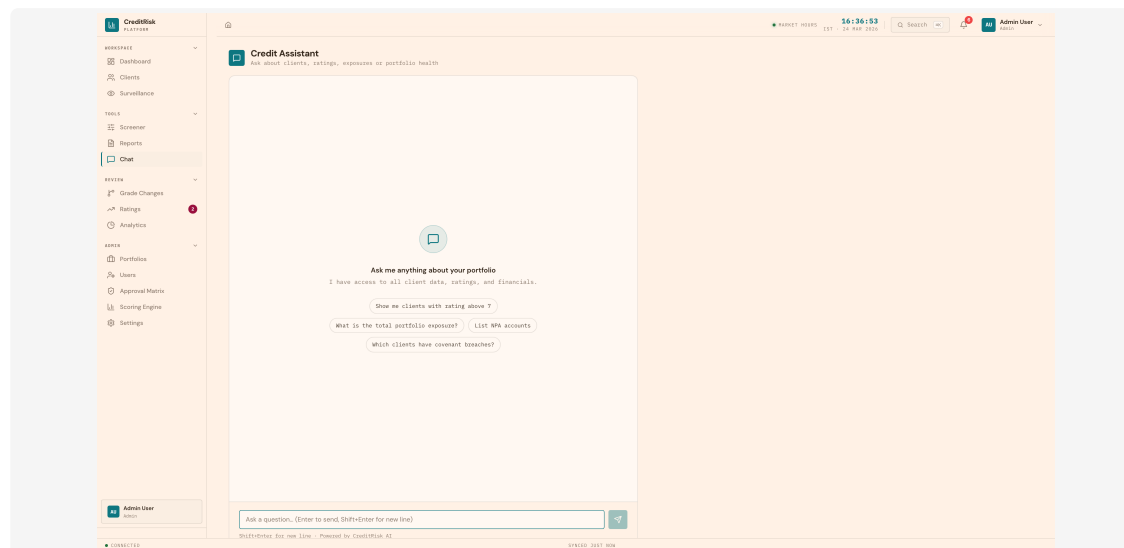 CreditRisk
PLATFORM
MARKET HOURS
16:36:53
IST · 24 MAR 2026
Search
Admin User
Admin
AU
WORKSPACE
Dashboard
Clients
Surveillance
TOOLS
Screener
Reports
Chat
REVIEW
Grade Changes
Ratings
2
Analytics
ADMIN
Portfolios
Users
Approval Matrix
Scoring Engine
Settings
AU
Admin User
Admin
Credit Assistant
Ask about clients, ratings, exposures or portfolio health
Ask me anything about your portfolio
I have access to all client data, ratings, and financials.
Show me clients with rating above 7
What is the total portfolio exposure?
List NPA accounts
Which clients have covenant breaches?
Ask a question... (Enter to send, Shift+Enter for new line)
Shift+Enter for new line · Powered by CreditRisk AI
CONNECTED
SYNCED JUST NOW